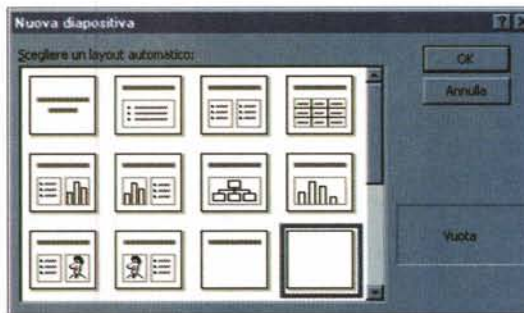 Nuova diapositiva
Scegliere un layout automatico:
OK
Annulla
Vuota